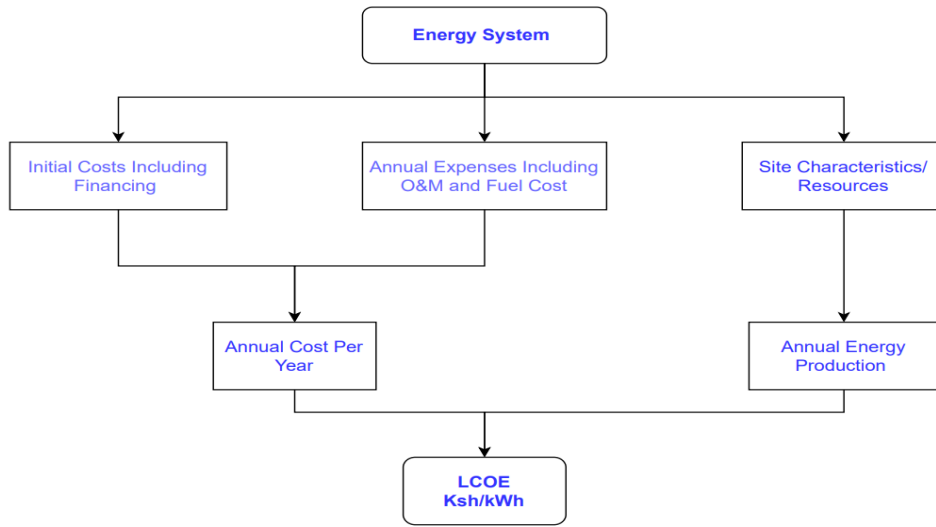 Energy System
Initial Costs Including
Financing
Annual Expenses Including
O&M and Fuel Cost
Site Characteristics/
Resources
Annual Cost Per
Year
Annual Energy
Production
LCOE
Ksh/kWh